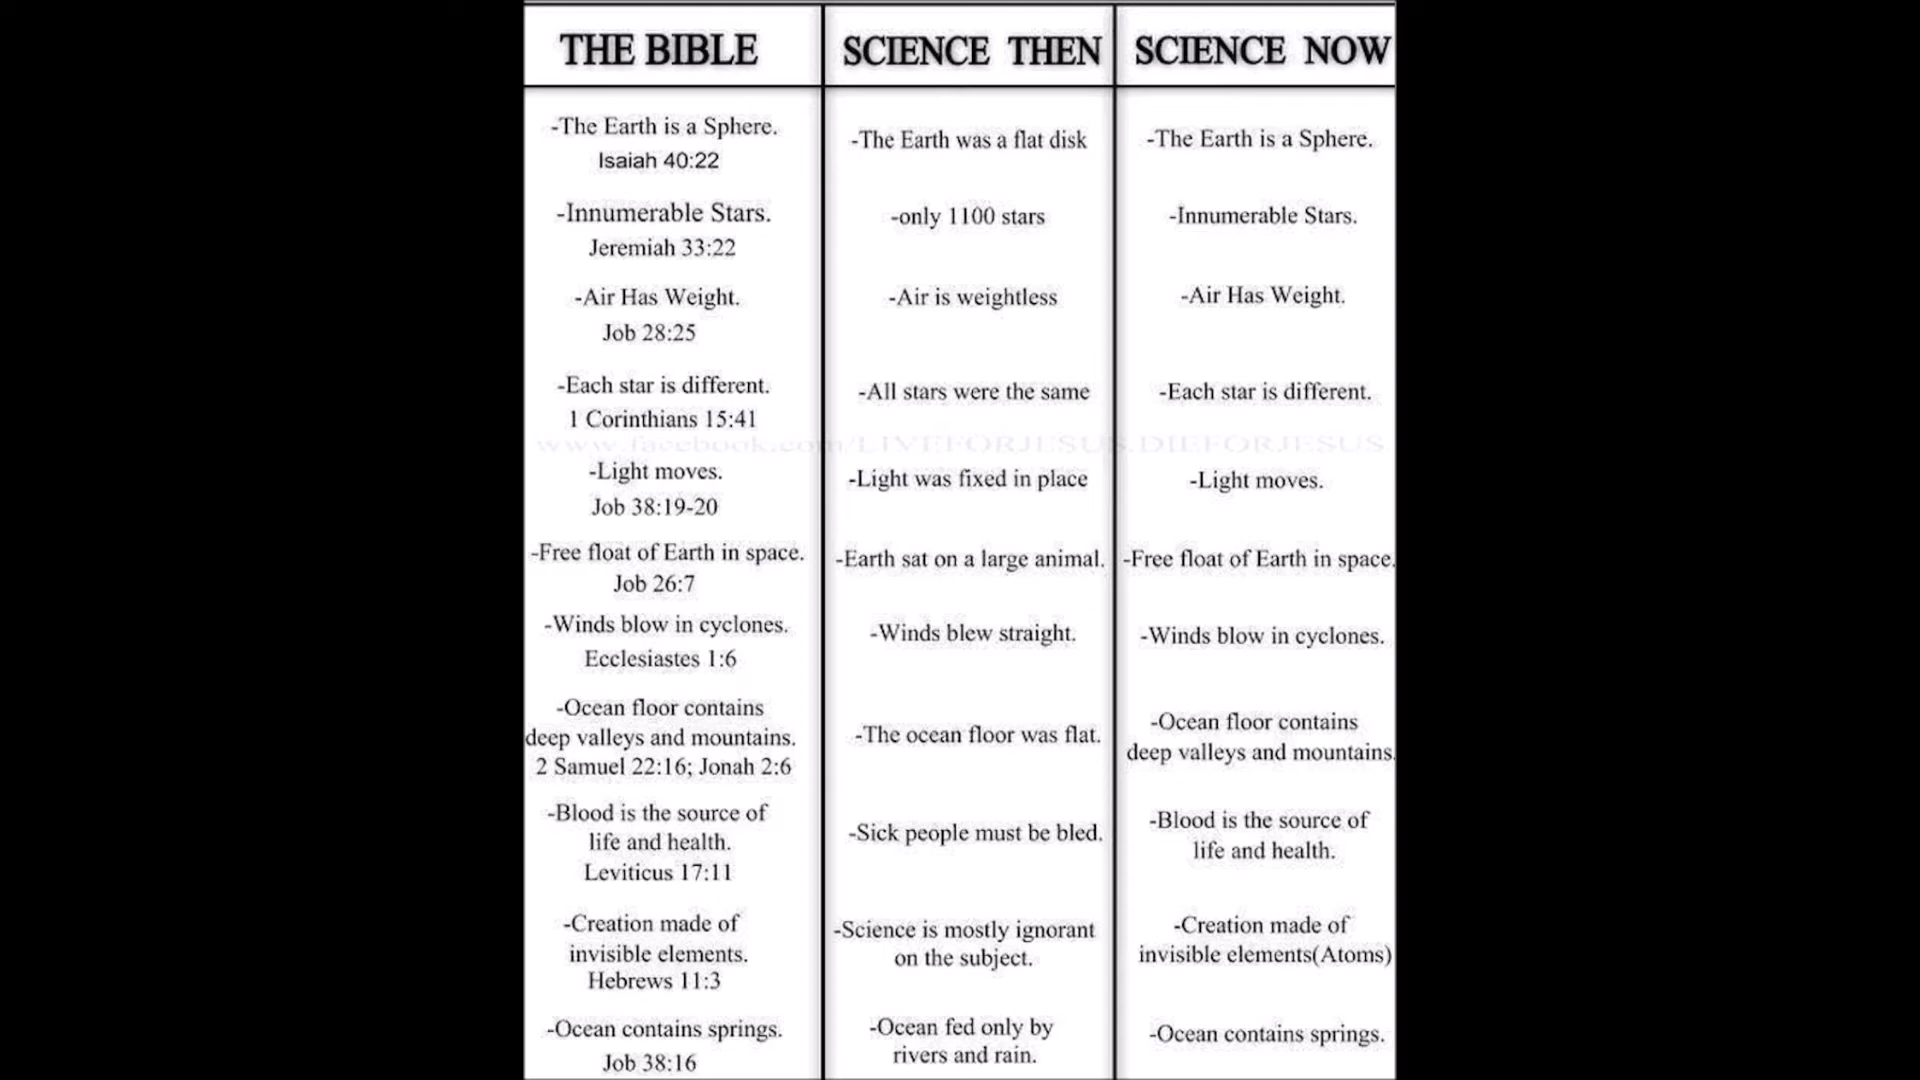 THE BIBLE
SCIENCE THEN
SCIENCE NOW
-The Earth is a Sphere.
Isaiah 40:22
-The Earth was a flat disk
-The Earth is a Sphere.
-Innumerable Stars.
Jeremiah 33:22
-only 1100 stars
-Innumerable Stars.
-Air Has Weight.
Job 28:25
-Air is weightless
-Air Has Weight.
-Each star is different.
1 Corinthians 15:41
-All stars were the same
-Each star is different.
www.facebook.com/LIVEFORJESUS.DIEFORJESUS
-Light moves.
Job 38:19-20
-Light was fixed in place
-Light moves.
-Free float of Earth in space.
Job 26:7
-Earth sat on a large animal.
-Free float of Earth in space.
-Winds blow in cyclones.
Ecclesiastes 1:6
-Winds blew straight.
-Winds blow in cyclones.
-Ocean floor contains
deep valleys and mountains.
2 Samuel 22:16; Jonah 2:6
-The ocean floor was flat.
-Ocean floor contains
deep valleys and mountains.
-Blood is the source of
life and health.
Leviticus 17:11
-Sick people must be bled.
-Blood is the source of
life and health.
-Creation made of
invisible elements.
Hebrews 11:3
-Science is mostly ignorant
on the subject.
-Creation made of
invisible elements(Atoms)
-Ocean contains springs.
Job 38:16
-Ocean fed only by
rivers and rain.
-Ocean contains springs.